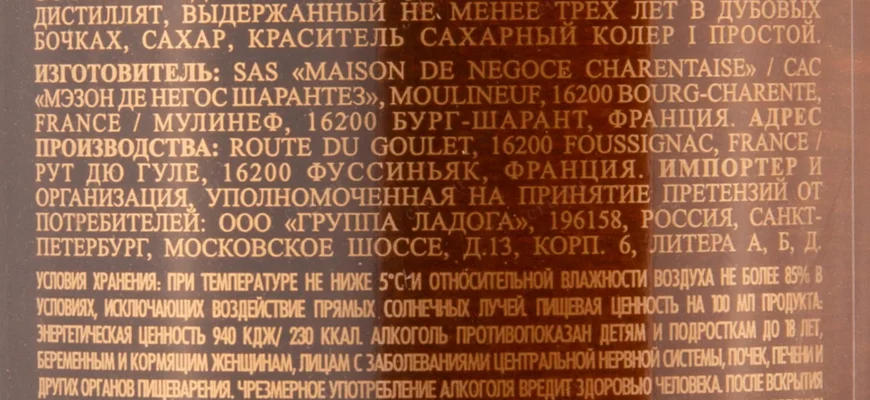 ДИСТИЛЛЯТ, ВЫДЕРЖАННЫЙ НЕ МЕНЕЕ ТРЕХ ЛЕТ В ДУБОВЫХ
БОЧКАХ, САХАР, КРАСИТЕЛЬ САХАРНЫЙ КОЛЕР I ПРОСТОЙ.
ИЗГОТОВИТЕЛЬ: SAS «MAISON DE NEGOCE CHARENTAISE» / САС
«МЭЗОН ДЕ НЕГОС ШАРАНТЕЗ», MOULINEUF, 16200 BOURG-CHARENTE,
FRANCE / МУЛИНЕФ, 16200 БУРГ-ШАРАНТ, ФРАНЦИЯ. АДРЕС
ПРОИЗВОДСТВА: ROUTE DU GOULET, 16200 FOUSSIGNAC, FRANCE /
РУТ ДЮ ГУЛЕ, 16200 ФУССИНЬЯК, ФРАНЦИЯ. ИМПОРТЕР И
ОРГАНИЗАЦИЯ, УПОЛНОМОЧЕННАЯ НА ПРИНЯТИЕ ПРЕТЕНЗИЙ ОТ
ПОТРЕБИТЕЛЕЙ: ООО «ГРУППА ЛАДОГА», 196158, РОССИЯ, САНКТ-
ПЕТЕРБУРГ, МОСКОВСКОЕ ШОССЕ, Д.13, КОРП. 6, ЛИТЕРА А, Б, Д.
УСЛОВИЯ ХРАНЕНИЯ: ПРИ ТЕМПЕРАТУРЕ НЕ НИЖЕ 5°С И ОТНОСИТЕЛЬНОЙ ВЛАЖНОСТИ ВОЗДУХА НЕ БОЛЕЕ 85% В
УСЛОВИЯХ, ИСКЛЮЧАЮЩИХ ВОЗДЕЙСТВИЕ ПРЯМЫХ СОЛНЕЧНЫХ ЛУЧЕЙ. ПИЩЕВАЯ ЦЕННОСТЬ НА 100 МЛ ПРОДУКТА:
ЭНЕРГЕТИЧЕСКАЯ ЦЕННОСТЬ 940 КДЖ/ 230 ККАЛ. АЛКОГОЛЬ ПРОТИВОПОКАЗАН ДЕТЯМ И ПОДРОСТКАМ ДО 18 ЛЕТ,
БЕРЕМЕННЫМ И КОРМЯЩИМ ЖЕНЩИНАМ, ЛИЦАМ С ЗАБОЛЕВАНИЯМИ ЦЕНТРАЛЬНОЙ НЕРВНОЙ СИСТЕМЫ, ПОЧЕК, ПЕЧЕНИ И
ДРУГИХ ОРГАНОВ ПИЩЕВАРЕНИЯ. ЧРЕЗМЕРНОЕ УПОТРЕБЛЕНИЕ АЛКОГОЛЯ ВРЕДИТ ЗДОРОВЬЮ ЧЕЛОВЕКА. ПОСЛЕ ВСКРЫТИЯ